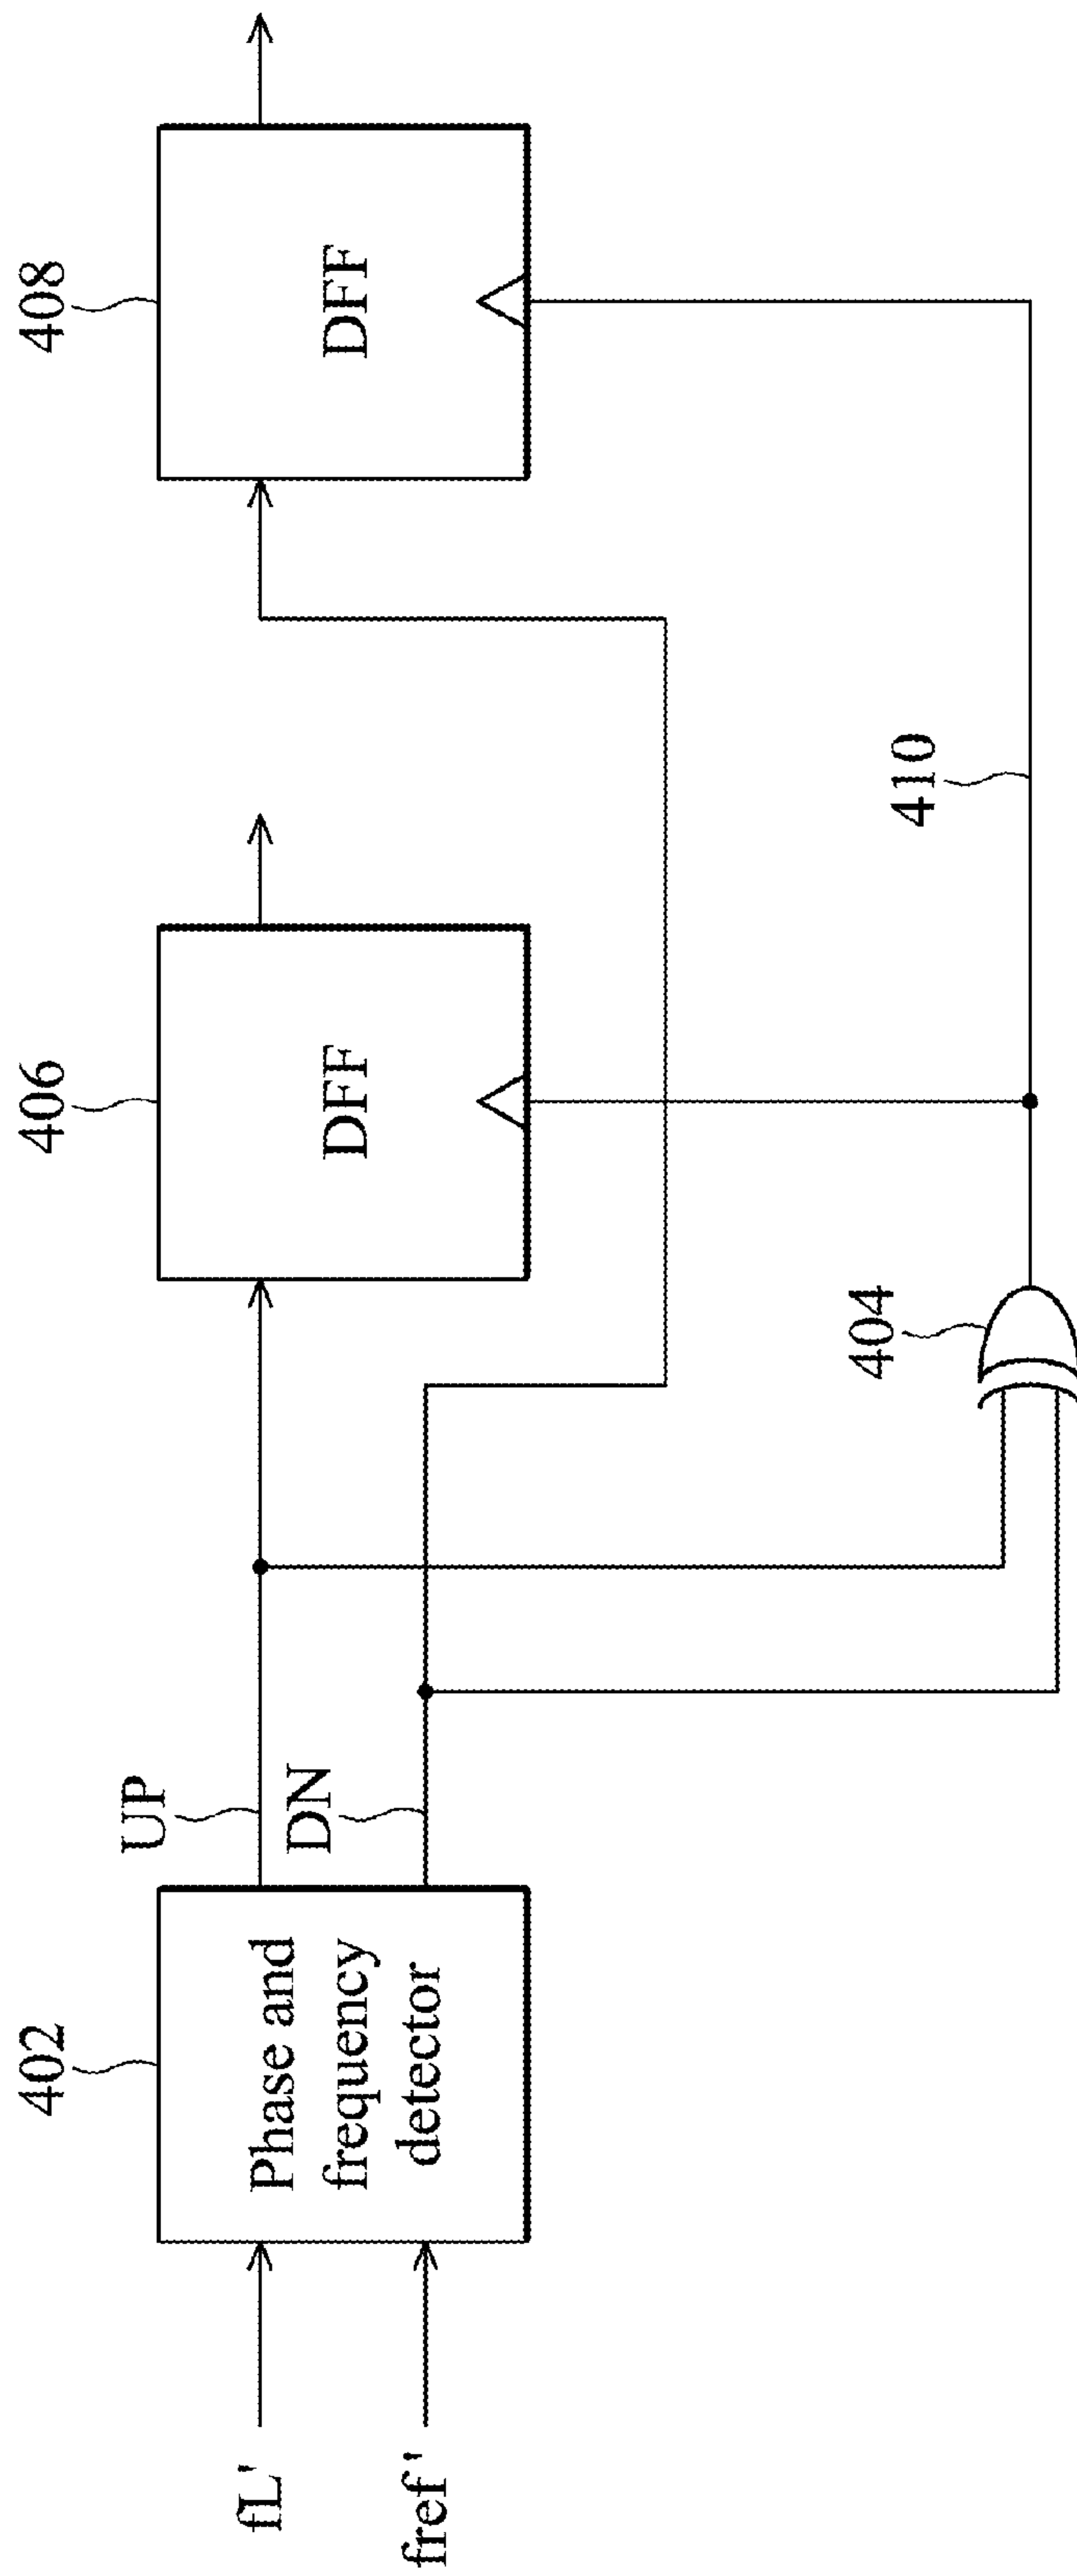 402
406
408
fL'
fref'
Phase and
frequency
detector
UP
DN
DFF
DFF
404
410